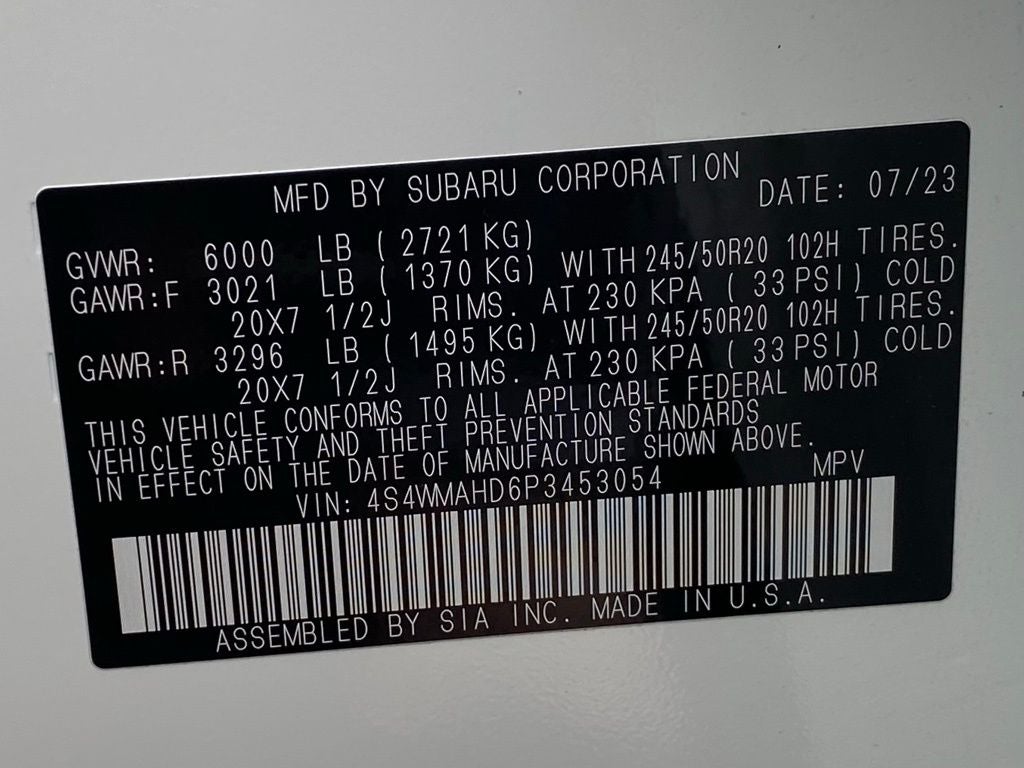 MFD BY SUBARU CORPORATION DATE: 07/23
GVWR: 6000 LB ( 2721 KG)
GAWR:F 3021 LB ( 1370 KG) WITH 245/50R20 102H TIRES.
20X7 1/2J RIMS. AT 230 KPA ( 33 PSI) COLD
GAWR:R 3296 LB ( 1495 KG) WITH 245/50R20 102H TIRES.
20X7 1/2J RIMS. AT 230 KPA ( 33 PSI) COLD
THIS VEHICLE CONFORMS TO ALL APPLICABLE FEDERAL MOTOR
VEHICLE SAFETY AND THEFT PREVENTION STANDARDS
IN EFFECT ON THE DATE OF MANUFACTURE SHOWN ABOVE.
VIN: 4S4WMAHD6P3453054 MPV
ASSEMBLED BY SIA INC. MADE IN U.S.A.